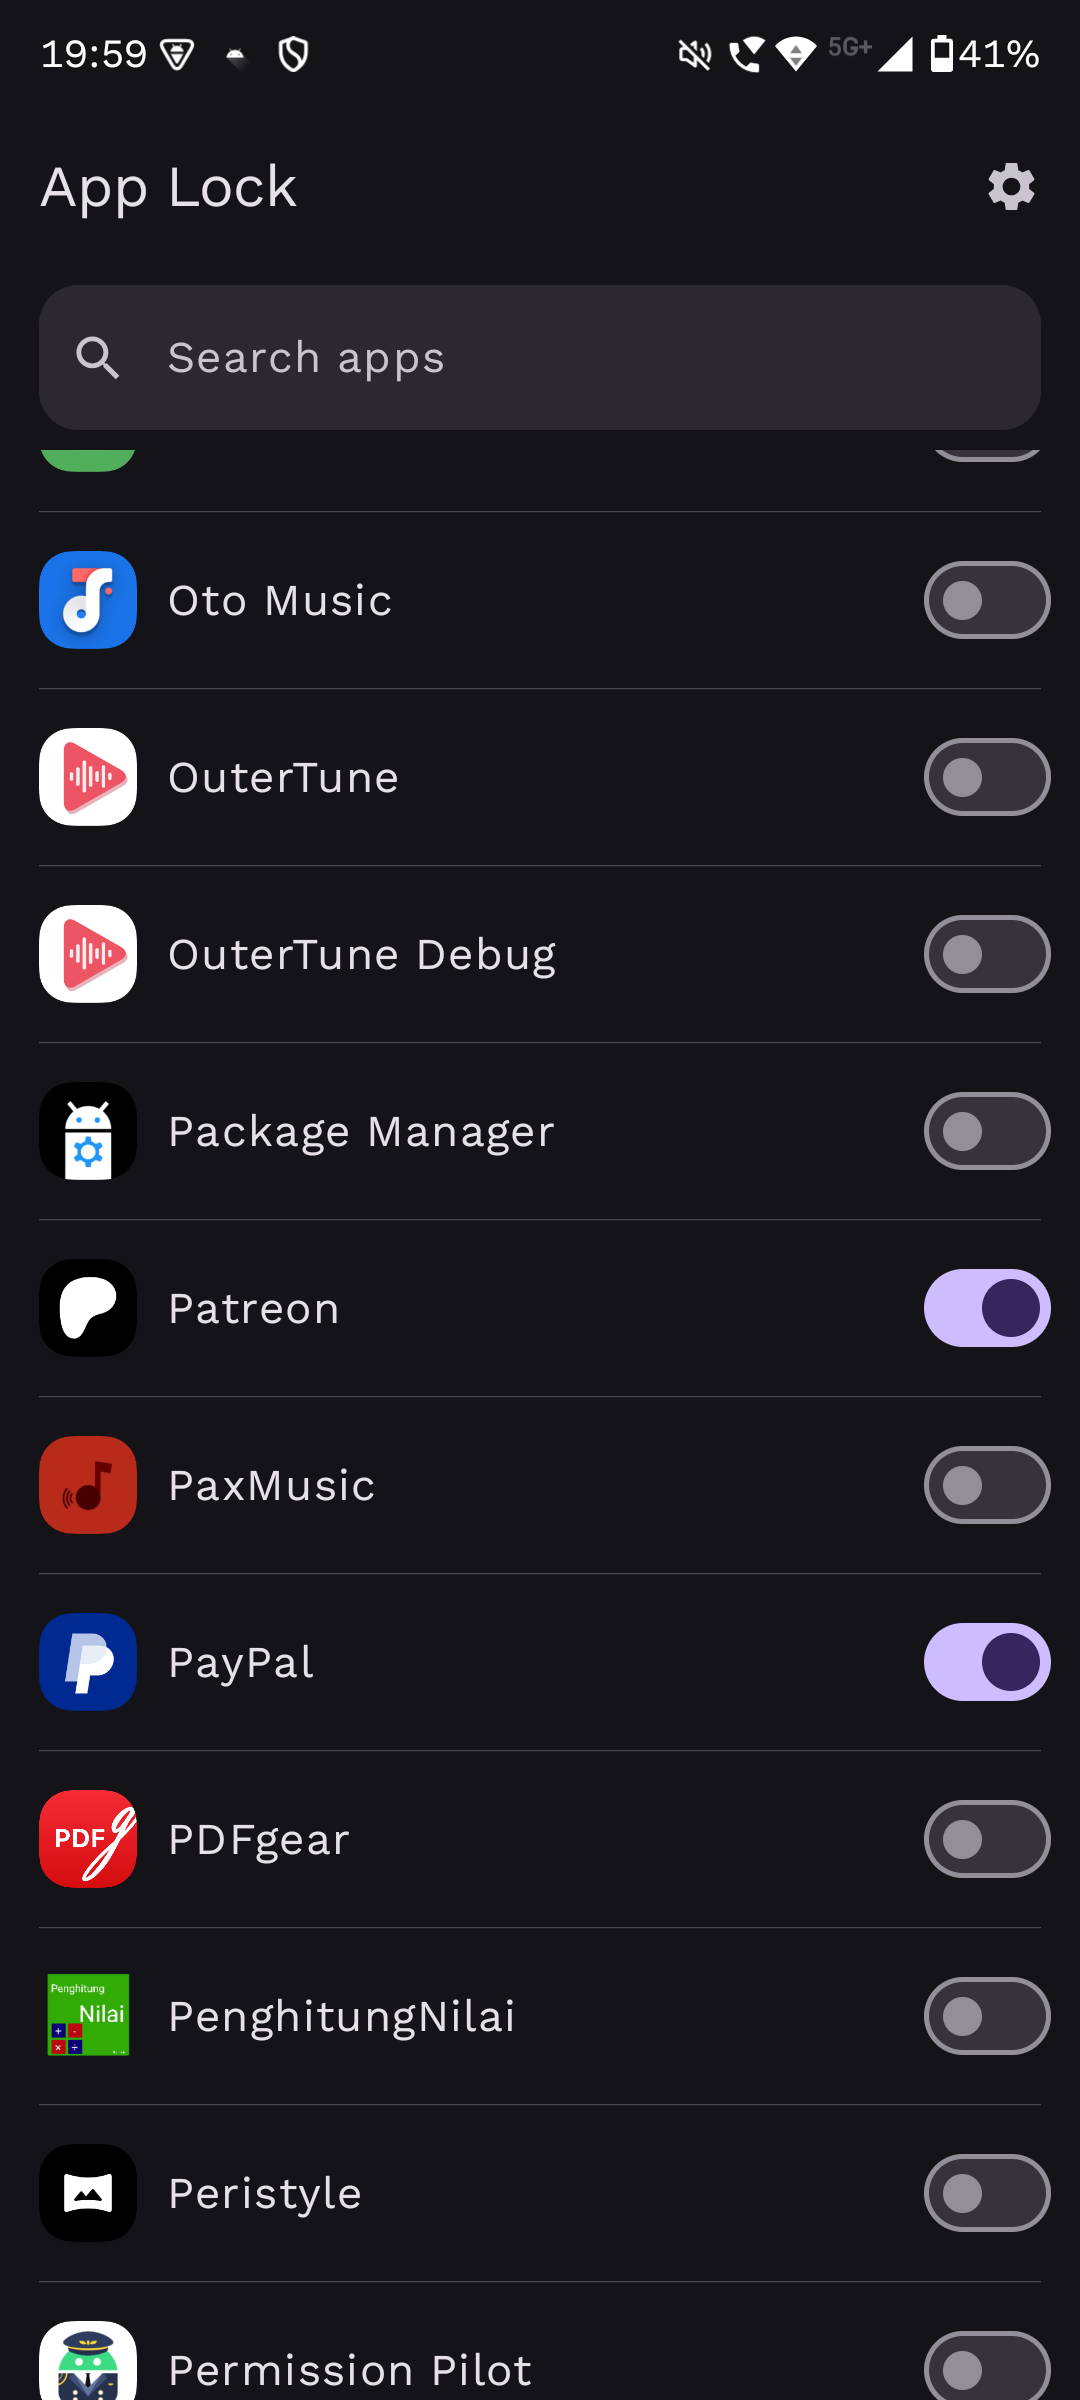 19:59
5G+
41%
App Lock
Search apps
Oto Music
OuterTune
OuterTune Debug
Package Manager
Patreon
PaxMusic
PayPal
PDF
PDFgear
Penghitung
Nilai
+ -
× ÷
PenghitungNilai
Peristyle
Permission Pilot